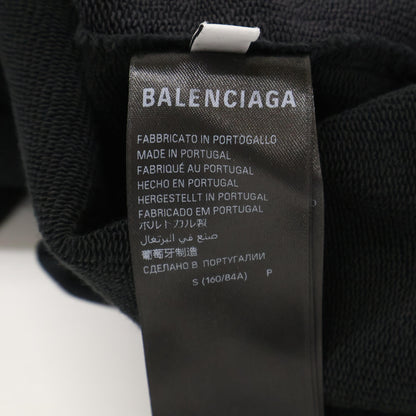 BALENCIAGA
FABBRICATO IN PORTOGALLO
MADE IN PORTUGAL
FABRIQUÉ AU PORTUGAL
HECHO EN PORTUGAL
HERGESTELLT IN PORTUGAL
FABRICADO EM PORTUGAL
ポルトガル製
صنع في البرتغال
葡萄牙制造
СДЕЛАНО В ПОРТУГАЛИИ
S (160/84A) P